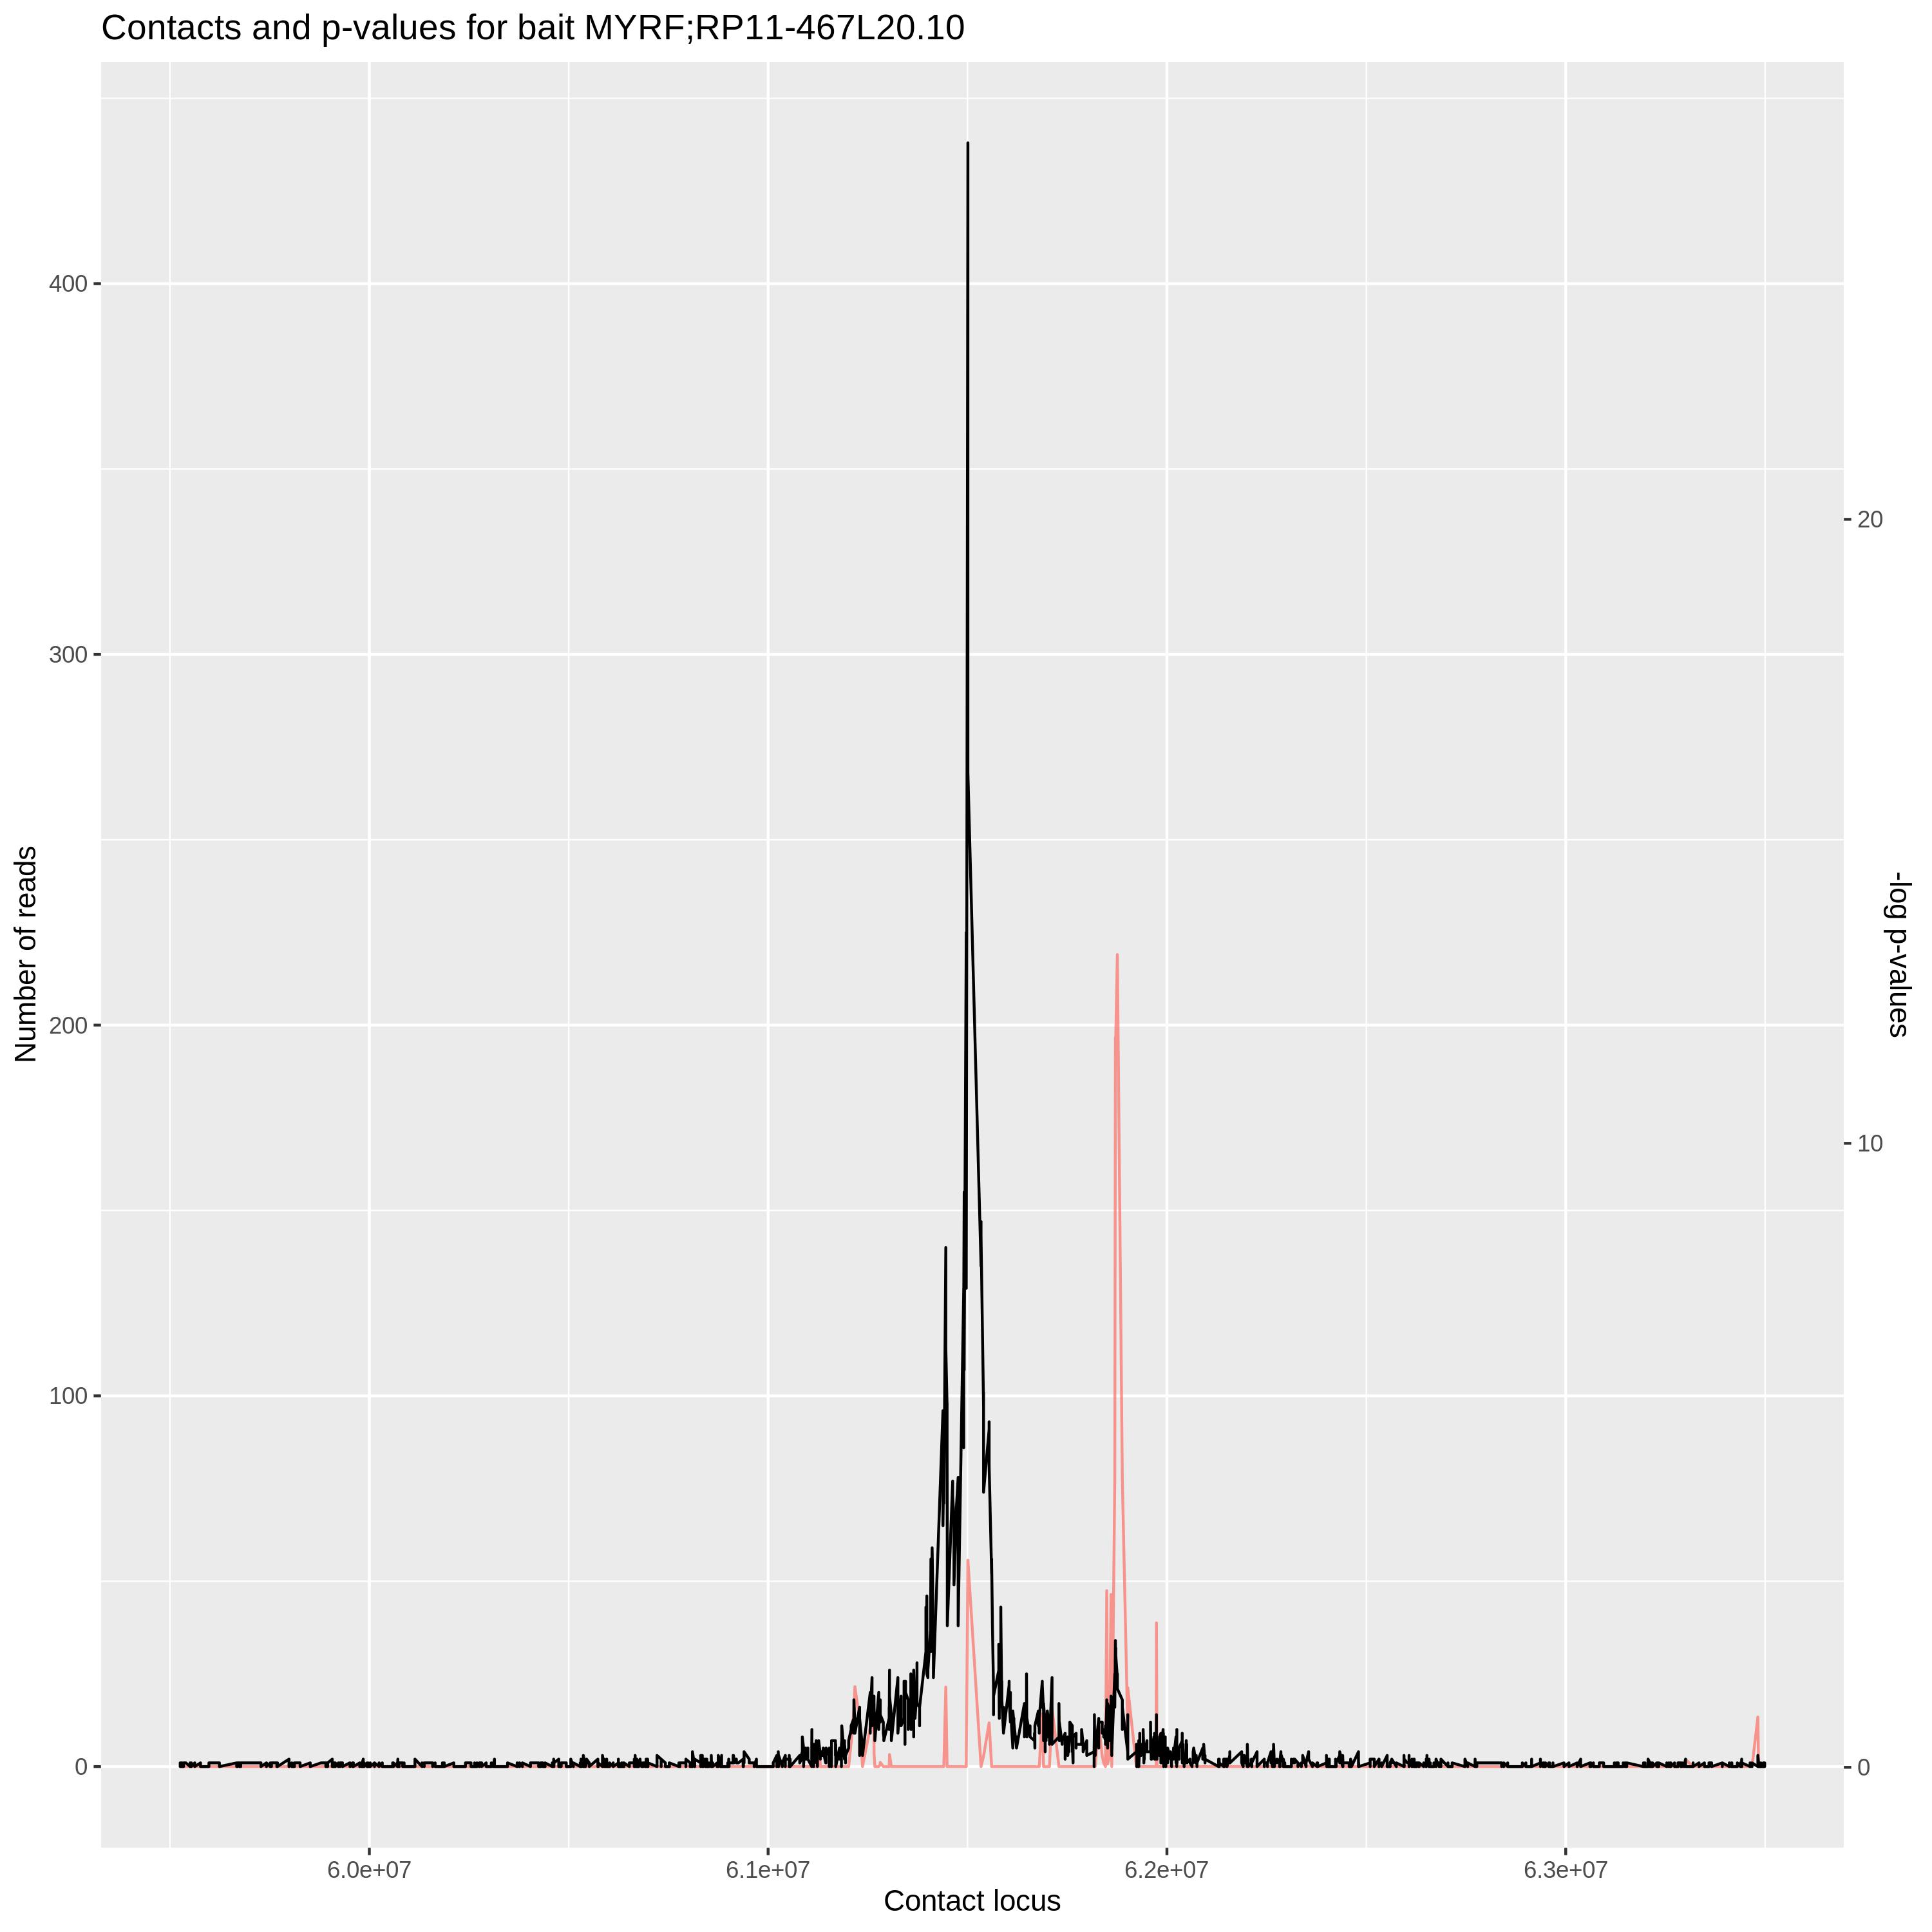 Contacts and p-values for bait MYRF;RP11-467L20.10
400
300
200
100
0
Number of reads
20
10
0
-log p-values
6.0e+07
6.1e+07
6.2e+07
6.3e+07
Contact locus